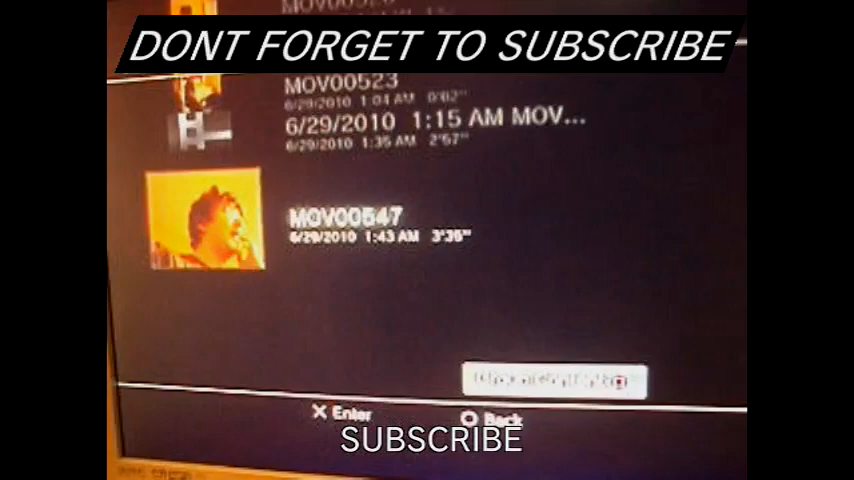 DONT FORGET TO SUBSCRIBE
MOV00523
6/29/2010 1:04 AM 0'02"
6/29/2010 1:15 AM MOV...
6/29/2010 1:35 AM 2'57"
MOV00547
6/29/2010 1:43 AM 3'35"
X Enter
O Back
SUBSCRIBE